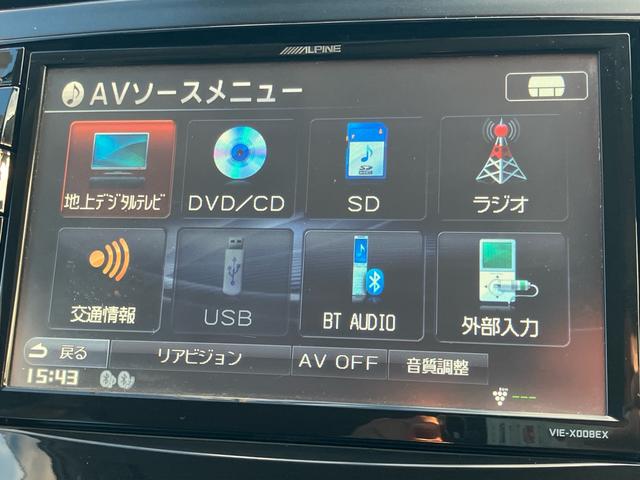 ALPINE
AVソースメニュー
地上デジタルテレビ
DVD/CD
SD
ラジオ
交通情報
USB
BT AUDIO
外部入力
戻る
リアビジョン
AV OFF
音質調整
15:43
VIE-X008EX